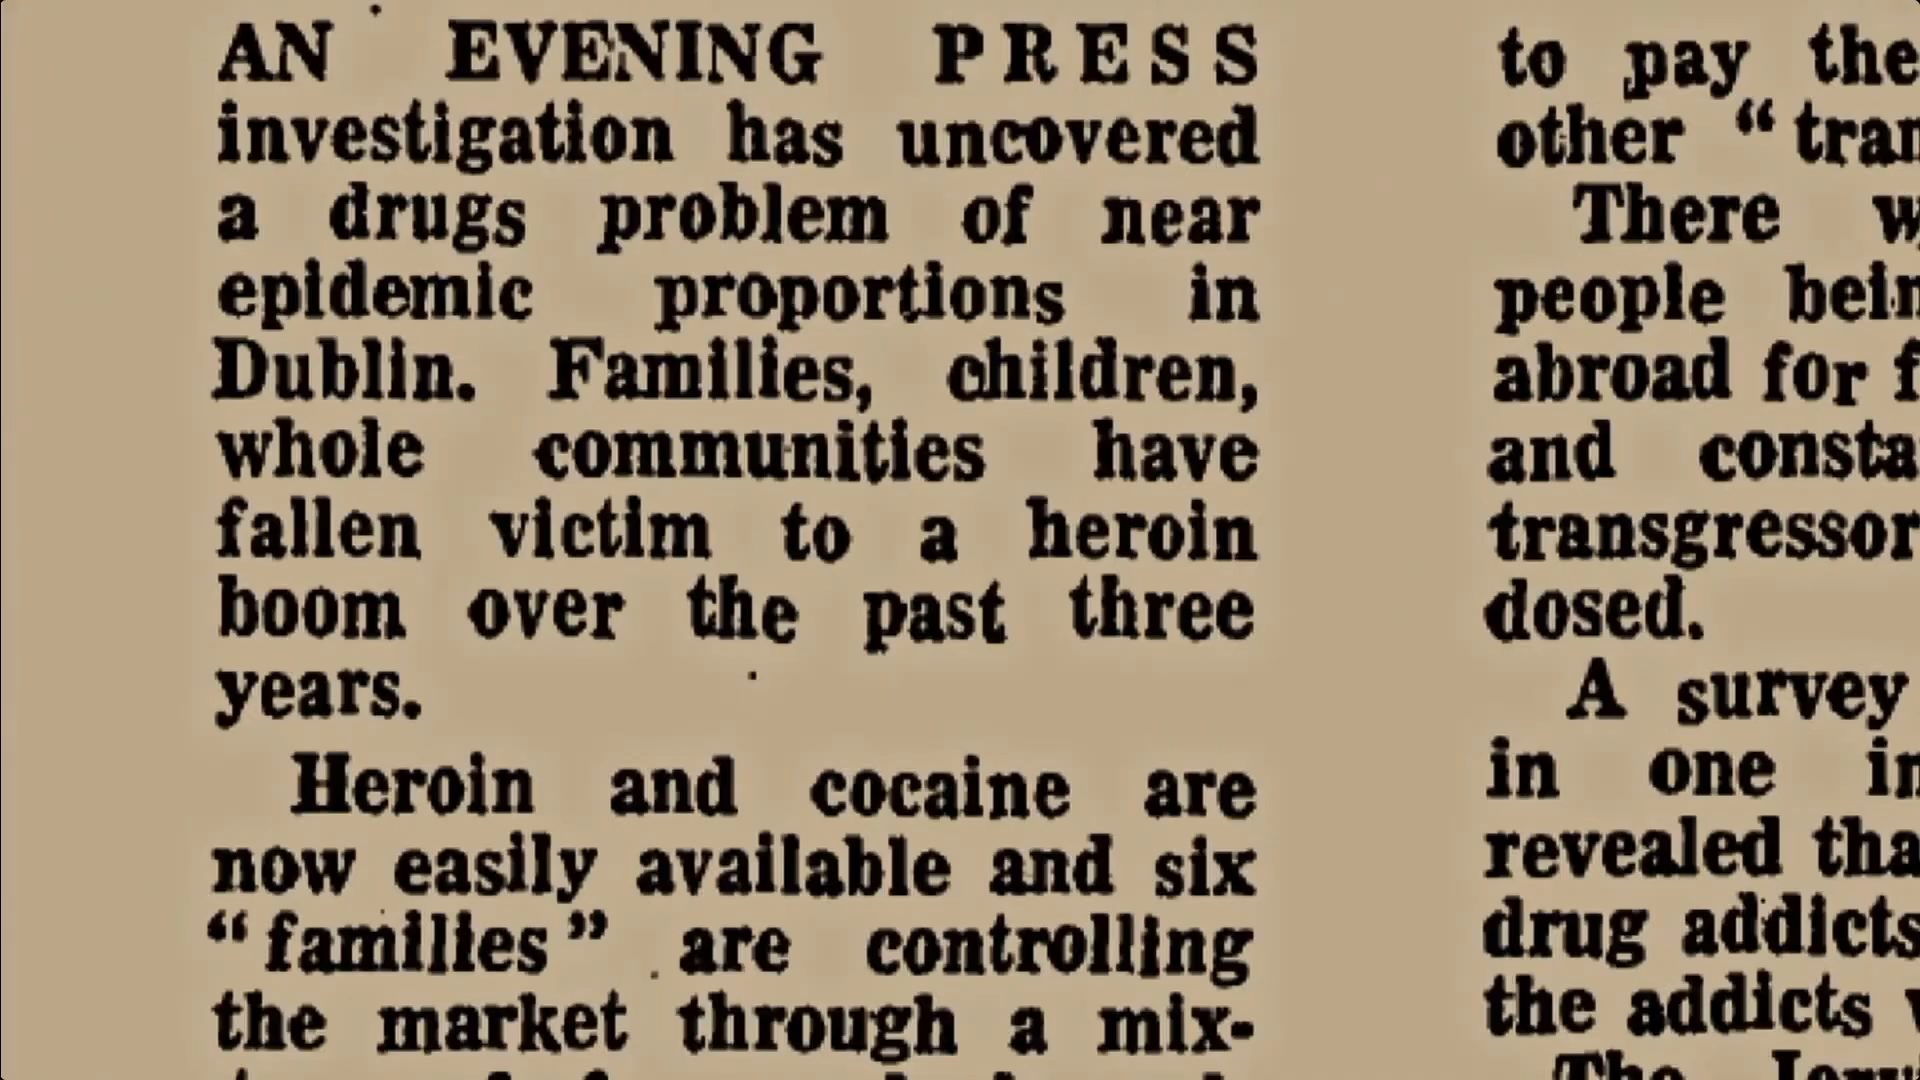 AN EVENING PRESS
investigation has uncovered
a drugs problem of near
epidemic proportions in
Dublin. Families, children,
whole communities have
fallen victim to a heroin
boom over the past three
years.
Heroin and cocaine are
now easily available and six
“families” are controlling
the market through a mix-
to pay the
other “tran
There w
people bein
abroad for f
and consta
transgressor
dosed.
A survey
in one in
revealed tha
drug addicts
the addicts
The